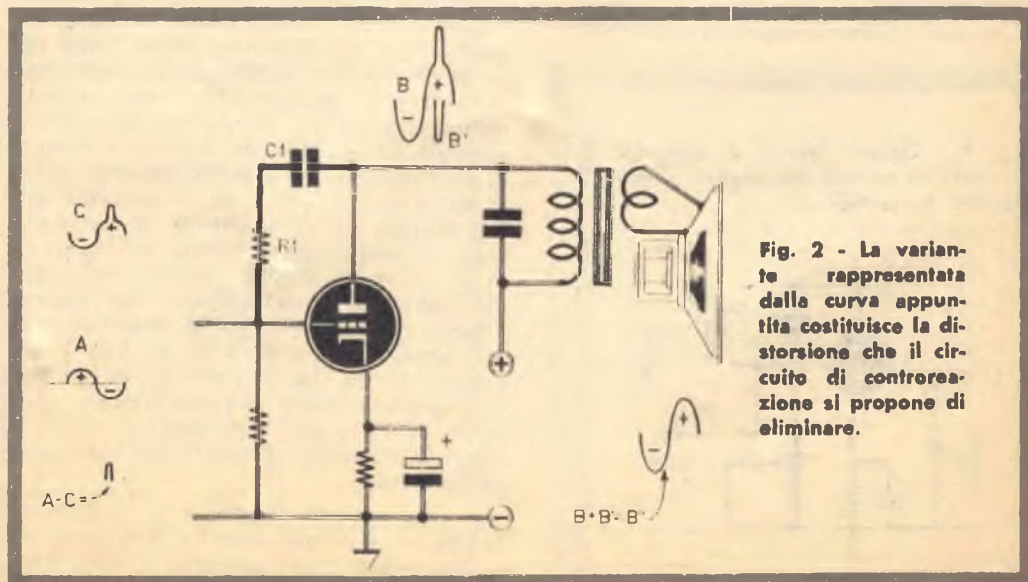 B
+
-
B'
C1
C
+
-
R1
A
+
-
A-C=
+
+
-
+
-
B+B'=B"
Fig. 2 - La varian-
te rappresentata
dalla curva appun-
tita costituisce la di-
storsione che il cir-
cuito di controrea-
zione si propone di
eliminare.